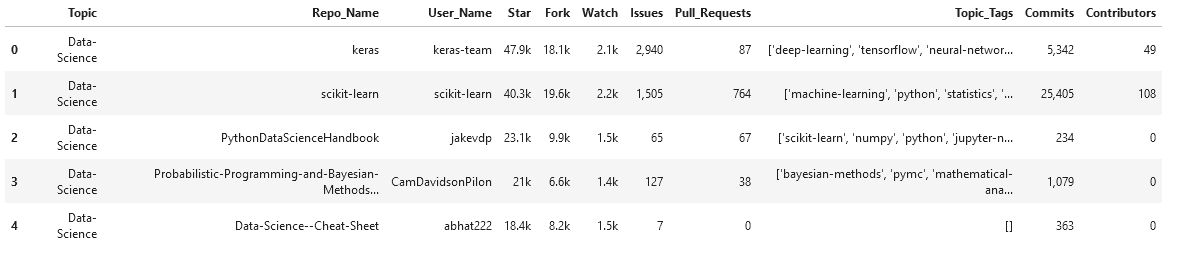 Topic Repo_Name User_Name Star Fork Watch Issues Pull_Requests Topic_Tags Commits Contributors
0 Data-Science keras keras-team 47.9k 18.1k 2.1k 2,940 87 ['deep-learning', 'tensorflow', 'neural-networ... 5,342 49
1 Data-Science scikit-learn scikit-learn 40.3k 19.6k 2.2k 1,505 764 ['machine-learning', 'python', 'statistics', '... 25,405 108
2 Data-Science PythonDataScienceHandbook jakevdp 23.1k 9.9k 1.5k 65 67 ['scikit-learn', 'numpy', 'python', 'jupyter-n... 234 0
3 Data-Science Probabilistic-Programming-and-Bayesian-Methods... CamDavidsonPilon 21k 6.6k 1.4k 127 38 ['bayesian-methods', 'pymc', 'mathematical-ana... 1,079 0
4 Data-Science Data-Science--Cheat-Sheet abhat222 18.4k 8.2k 1.5k 7 0 [] 363 0